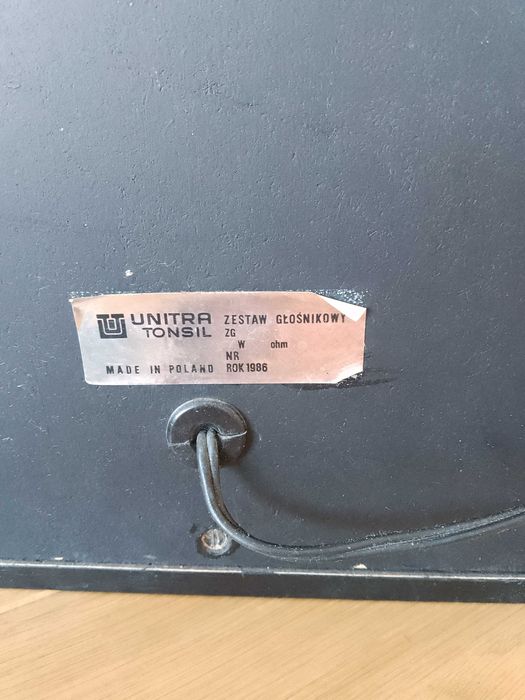 UNITRA
TONSIL
ZESTAW GŁOŚNIKOWY
ZG
W ohm
NR
MADE IN POLAND ROK 1986